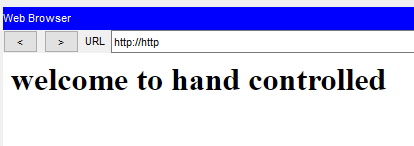 Web Browser
< > URL http://http
welcome to hand controlled